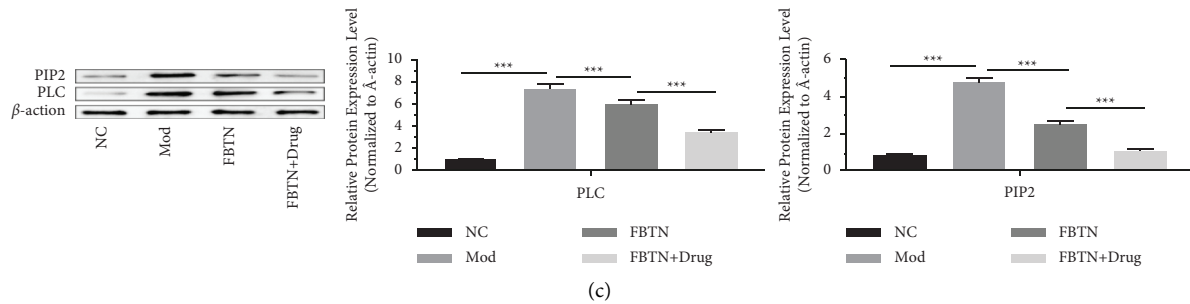 PIP2
PLC
β-action
NC
Mod
FBTN
FBTN+Drug
Relative Protein Expression Level
(Normalized to Å-actin)
10
8
6
4
2
0
***
***
***
PLC
NC
Mod
FBTN
FBTN+Drug
Relative Protein Expression Level
(Normalized to Å-actin)
6
4
2
0
***
***
***
PIP2
NC
Mod
FBTN
FBTN+Drug
(c)